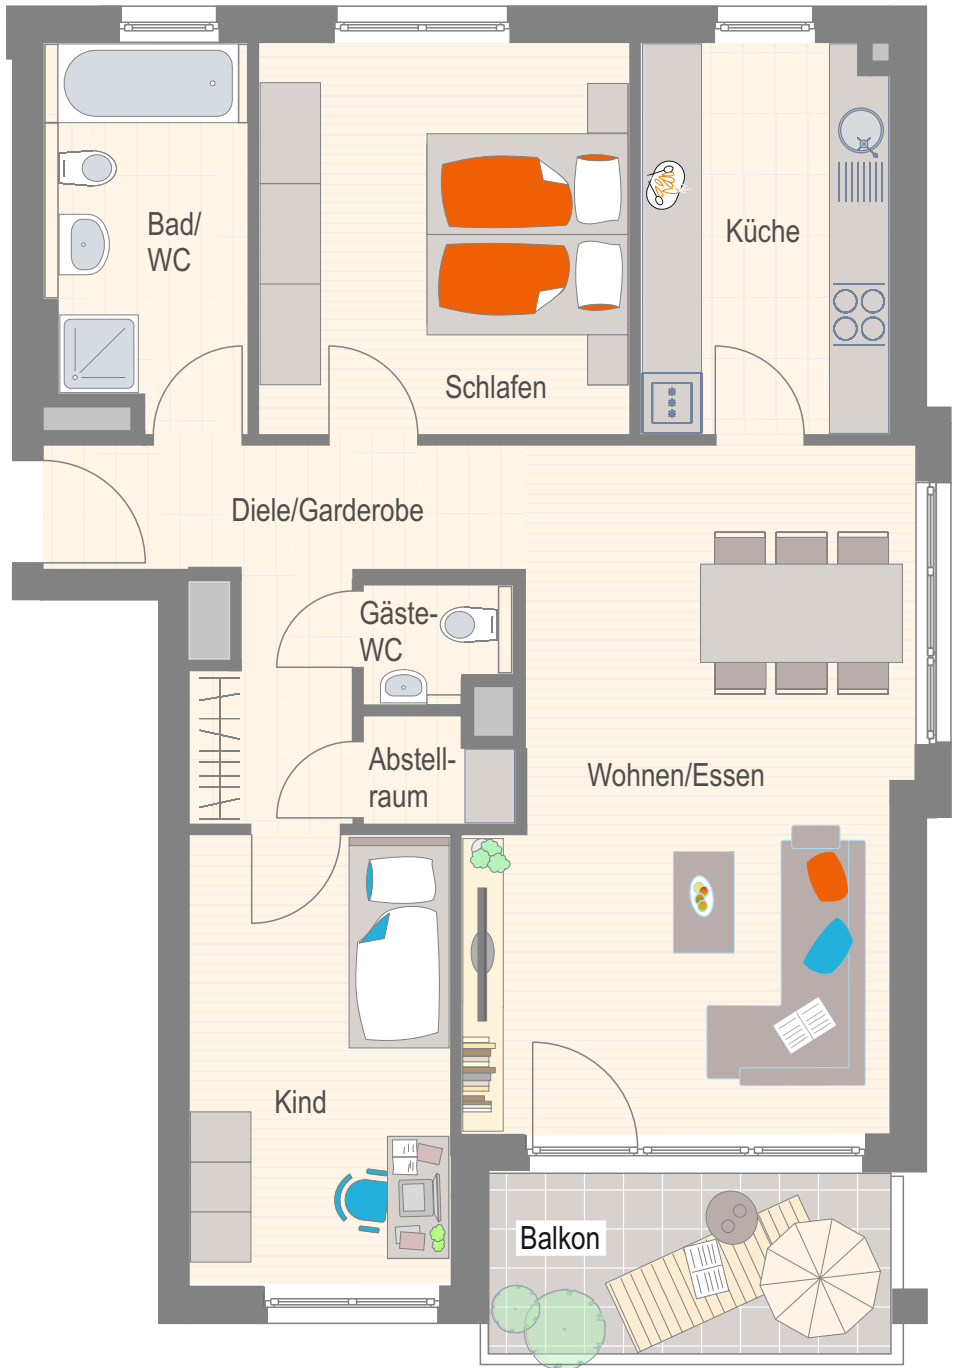 Bad/
WC
Schlafen
Küche
Diele/Garderobe
Gäste-
WC
Abstell-
raum
Wohnen/Essen
Kind
Balkon